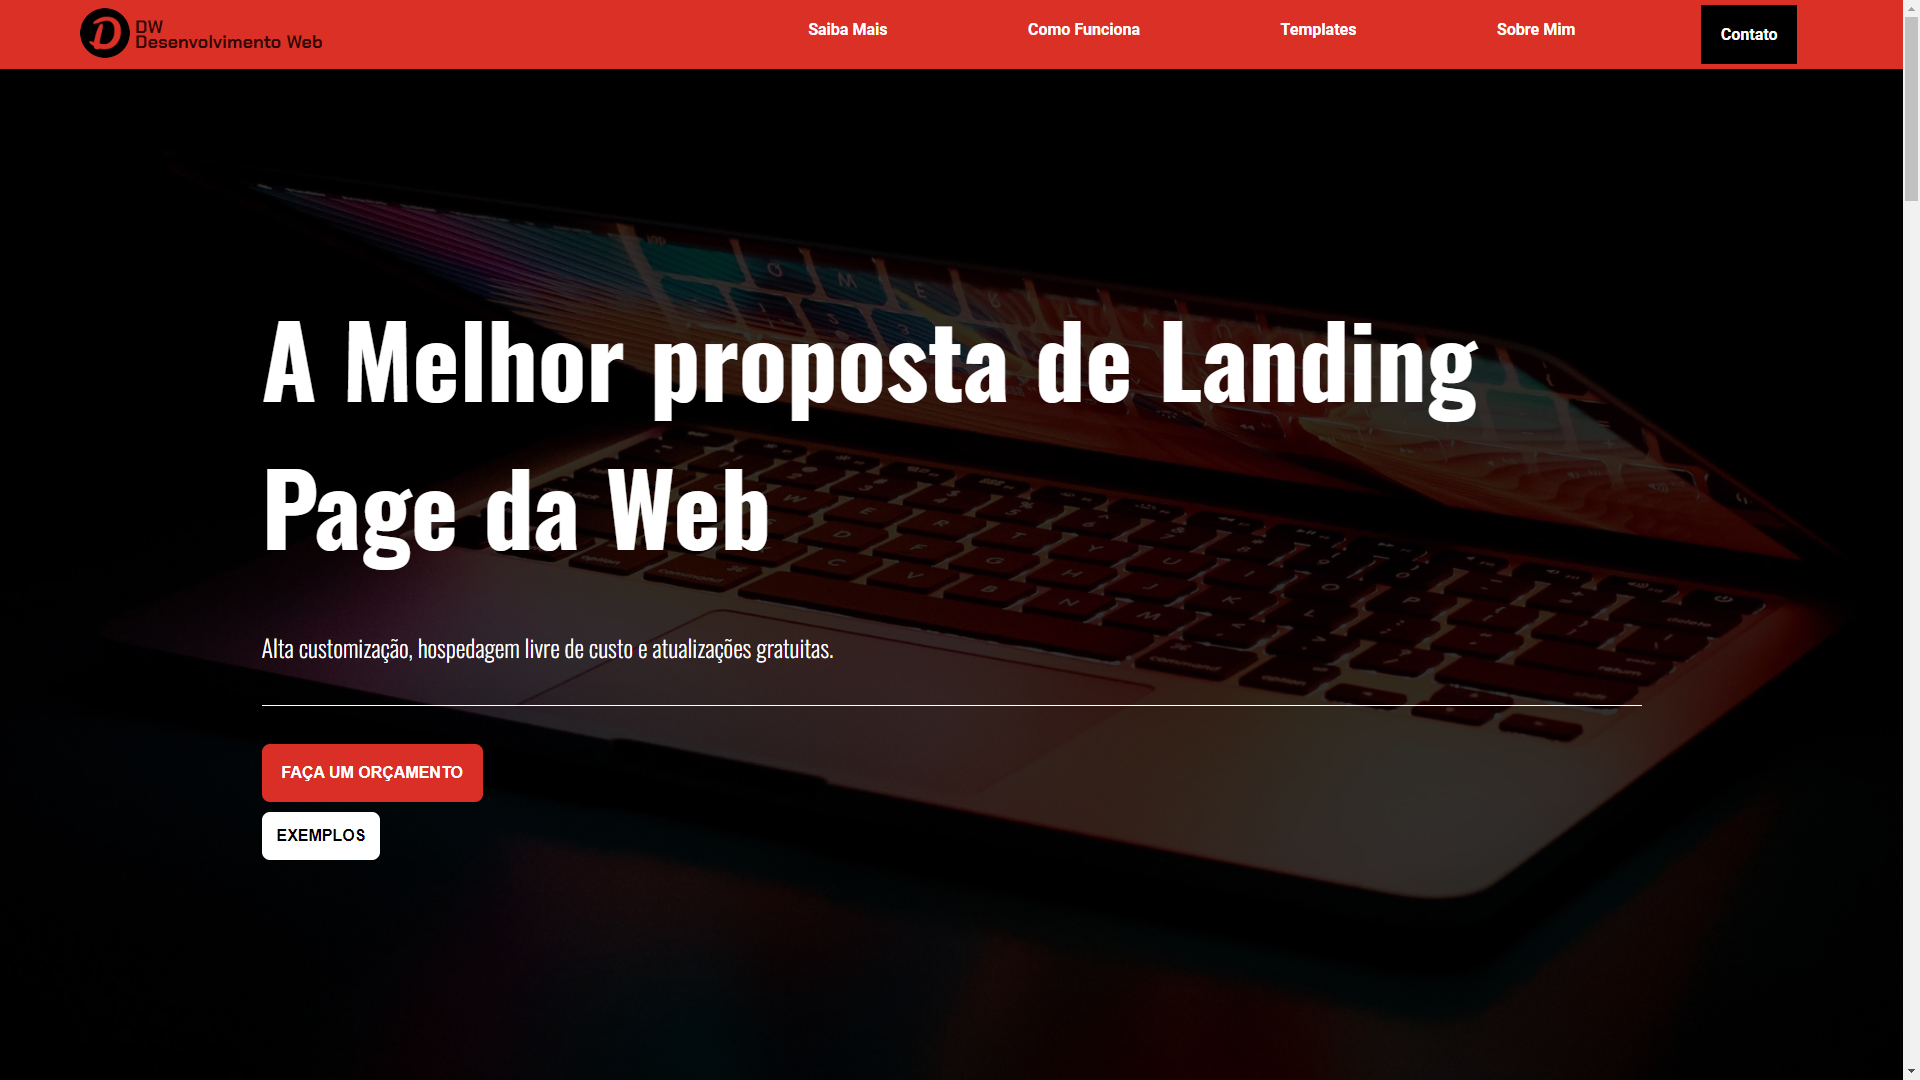 DW
Desenvolvimento Web
Saiba Mais
Como Funciona
Templates
Sobre Mim
Contato
A Melhor proposta de Landing
Page da Web
Alta customização, hospedagem livre de custo e atualizações gratuitas.
FAÇA UM ORÇAMENTO
EXEMPLOS